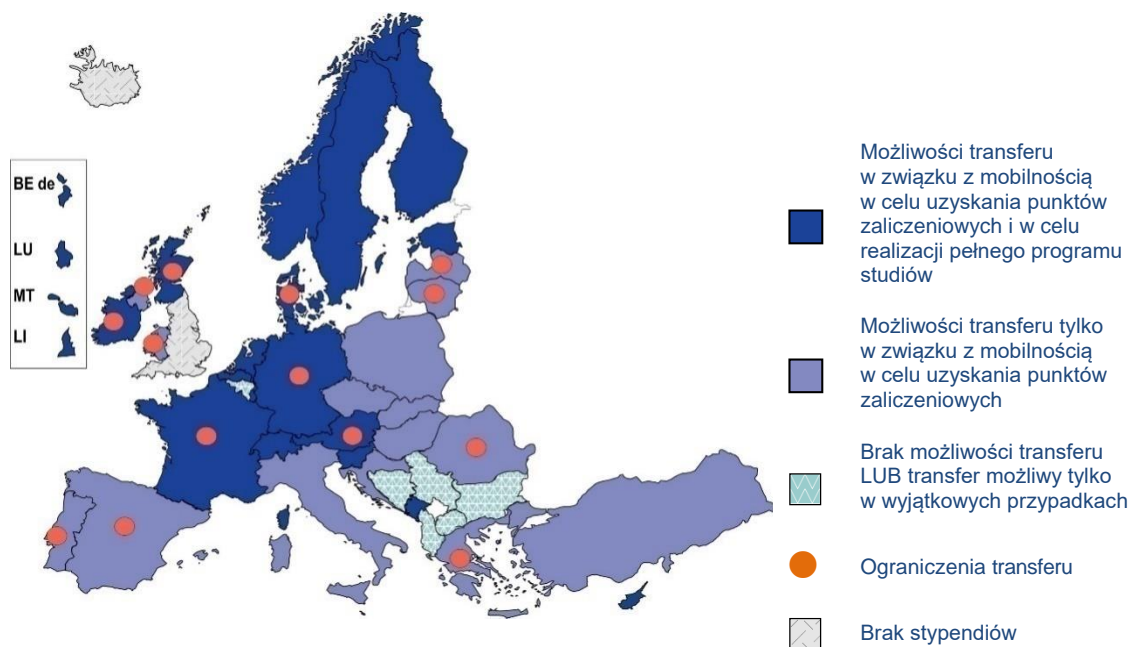 BE de
LU
MT
LI
Możliwości transferu
w związku z mobilnością
w celu uzyskania punktów
zaliczeniowych i w celu
realizacji pełnego programu
studiów
Możliwości transferu tylko
w związku z mobilnością
w celu uzyskania punktów
zaliczeniowych
Brak możliwości transferu
LUB transfer możliwy tylko
w wyjątkowych przypadkach
Ograniczenia transferu
Brak stypendiów